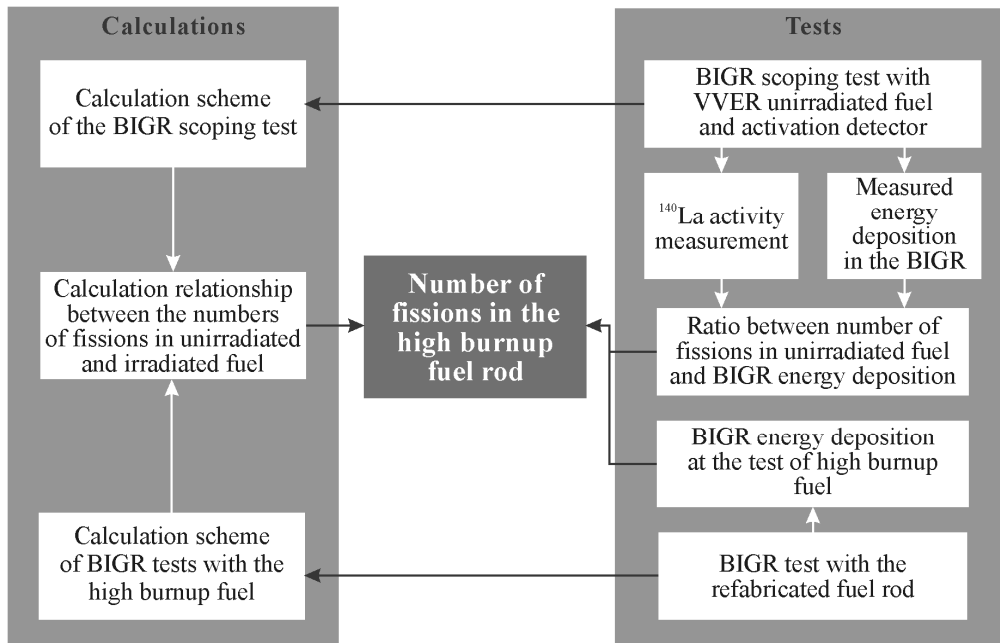 Calculations
Calculation scheme
of the BIGR scoping test
Calculation relationship
between the numbers
of fissions in unirradiated
and irradiated fuel
Calculation scheme
of BIGR tests with the
high burnup fuel
Number of
fissions in the
high burnup
fuel rod
Tests
BIGR scoping test with
VVER unirradiated fuel
and activation detector
¹⁴⁰La activity
measurement
Measured
energy
deposition
in the BIGR
Ratio between number of
fissions in unirradiated fuel
and BIGR energy deposition
BIGR energy deposition
at the test of high burnup
fuel
BIGR test with the
refabricated fuel rod